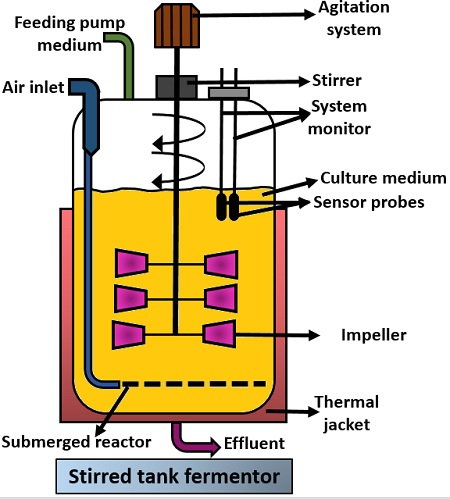 Agitation
system
Feeding pump
medium
Air inlet
Stirrer
System
monitor
Culture medium
Sensor probes
Impeller
Thermal
jacket
Submerged reactor
Effluent
Stirred tank fermentor